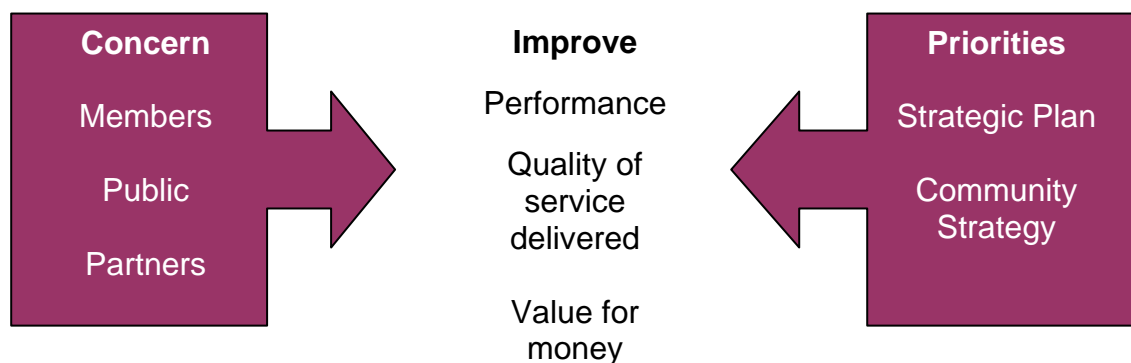 Concern
Members
Public
Partners
Improve
Performance
Quality of
service
delivered
Value for
money
Priorities
Strategic Plan
Community
Strategy